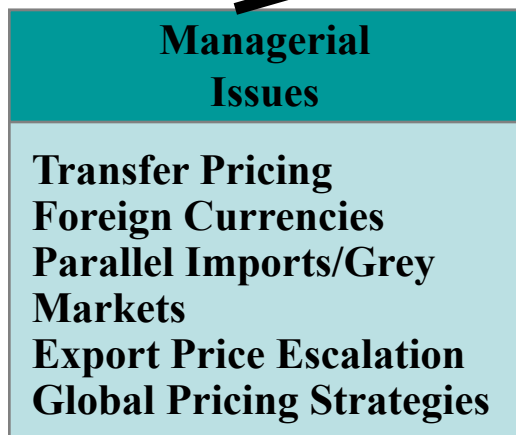 Managerial
Issues
Transfer Pricing
Foreign Currencies
Parallel Imports/Grey
Markets
Export Price Escalation
Global Pricing Strategies